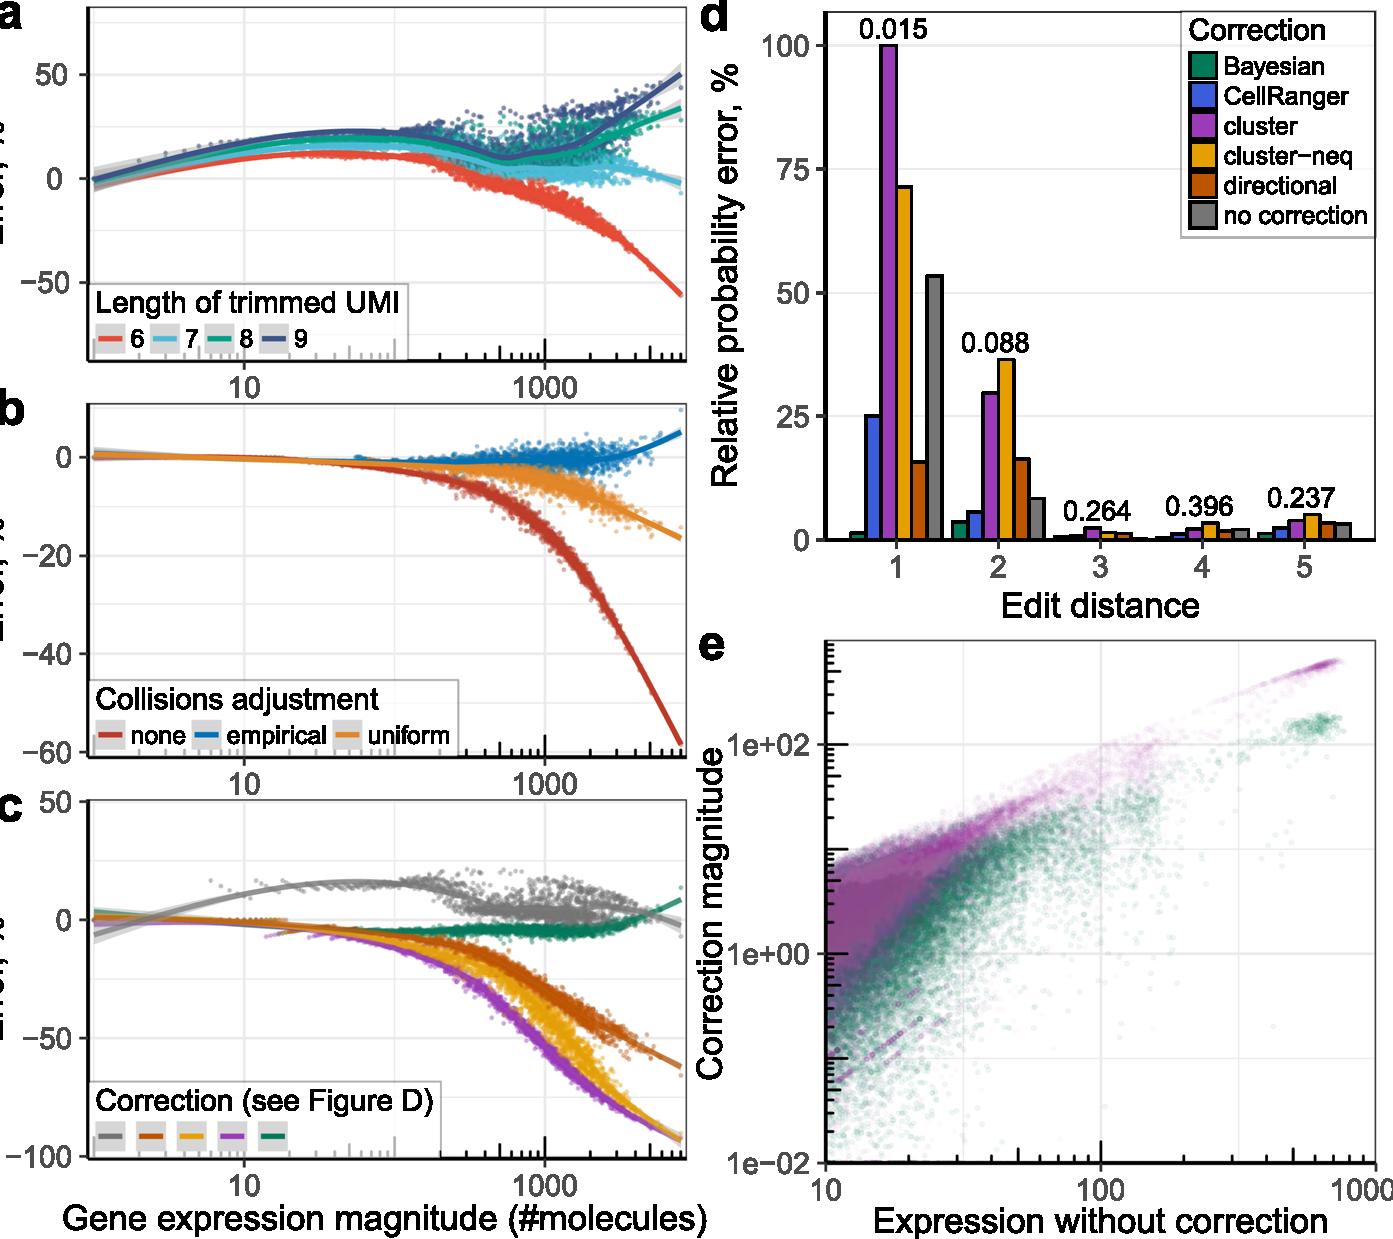 a
50
0
−50
Length of trimmed UMI
6 7 8 9
10 1000
b
0
−20
−40
−60
Collisions adjustment
none empirical uniform
10 1000
c
50
0
−50
−100
Correction (see Figure D)
10 1000
Gene expression magnitude (#molecules)
d
Relative probability error, %
100
75
50
25
0
0.015
0.088
0.264
0.396
0.237
Correction
Bayesian
CellRanger
cluster
cluster−neq
directional
no correction
1 2 3 4 5
Edit distance
e
Correction magnitude
1e+02
1e+00
1e−02
10 100 1000
Expression without correction